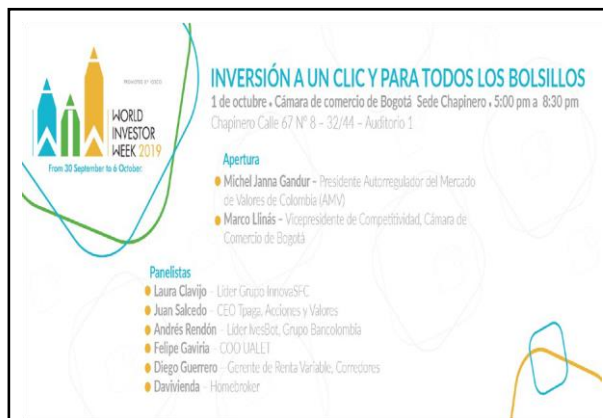 PROMOTED BY IOSCO
WORLD
INVESTOR
WEEK 2019
From 30 September to 6 October.
INVERSIÓN A UN CLIC Y PARA TODOS LOS BOLSILLOS
1 de octubre • Cámara de comercio de Bogotá Sede Chapinero • 5:00 pm a 8:30 pm
Chapinero Calle 67 N° 8 – 32/44 – Auditorio 1
Apertura
Michel Janna Gandur – Presidente Autorregulador del Mercado
de Valores de Colombia (AMV)
Marco Llinás – Vicepresidente de Competitividad, Cámara de
Comercio de Bogotá
Panelistas
Laura Clavijo – Líder Grupo InnovaSFC
Juan Salcedo – CEO Tpaga, Acciones y Valores
Andrés Rendón – Líder IvesBot, Grupo Bancolombia
Felipe Gaviria – COO UALET
Diego Guerrero – Gerente de Renta Variable, Corredores
Davivienda – Homebroker